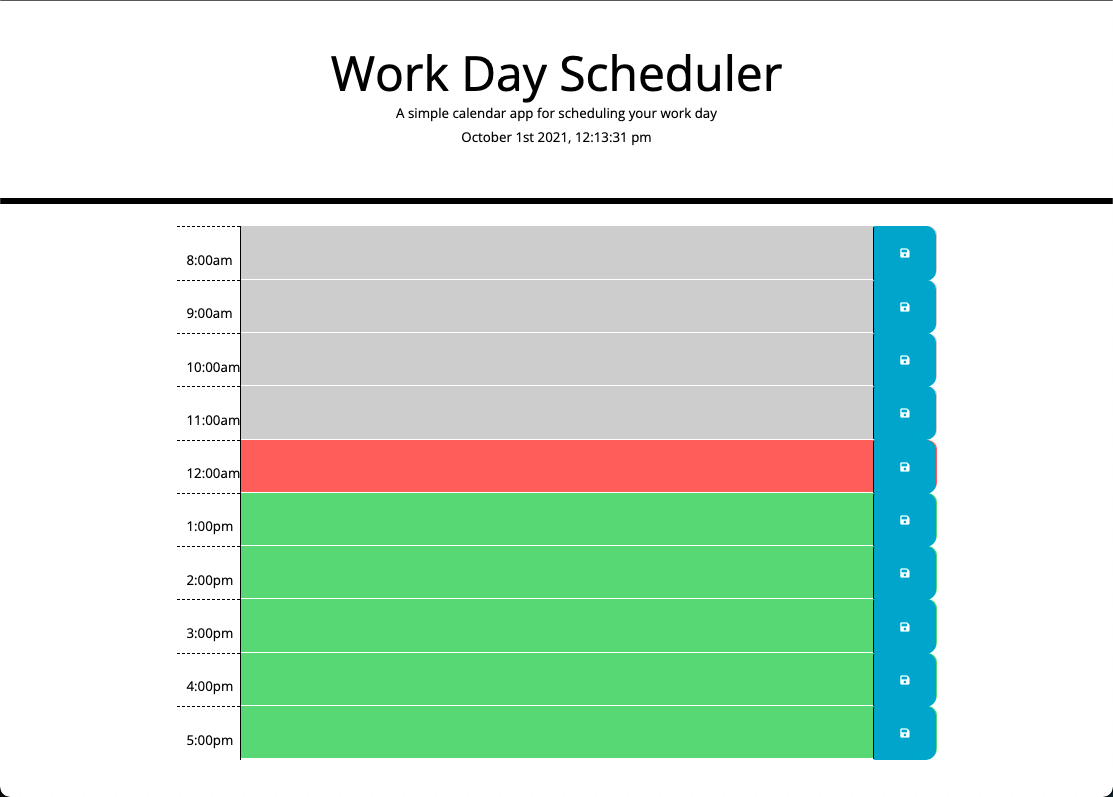 Work Day Scheduler
A simple calendar app for scheduling your work day
October 1st 2021, 12:13:31 pm
8:00am
9:00am
10:00am
11:00am
12:00am
1:00pm
2:00pm
3:00pm
4:00pm
5:00pm